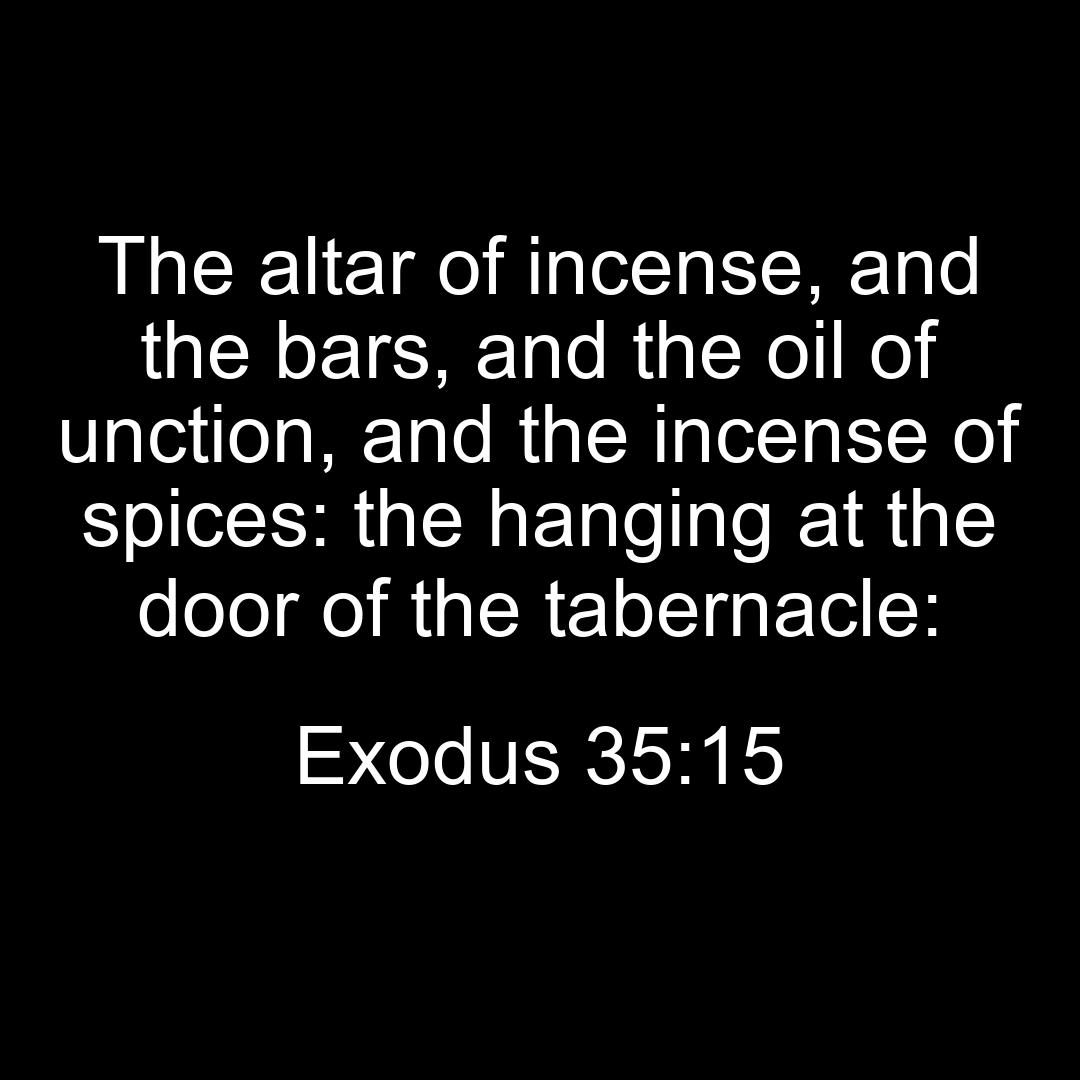 The altar of incense, and
the bars, and the oil of
unction, and the incense of
spices: the hanging at the
door of the tabernacle:
Exodus 35:15